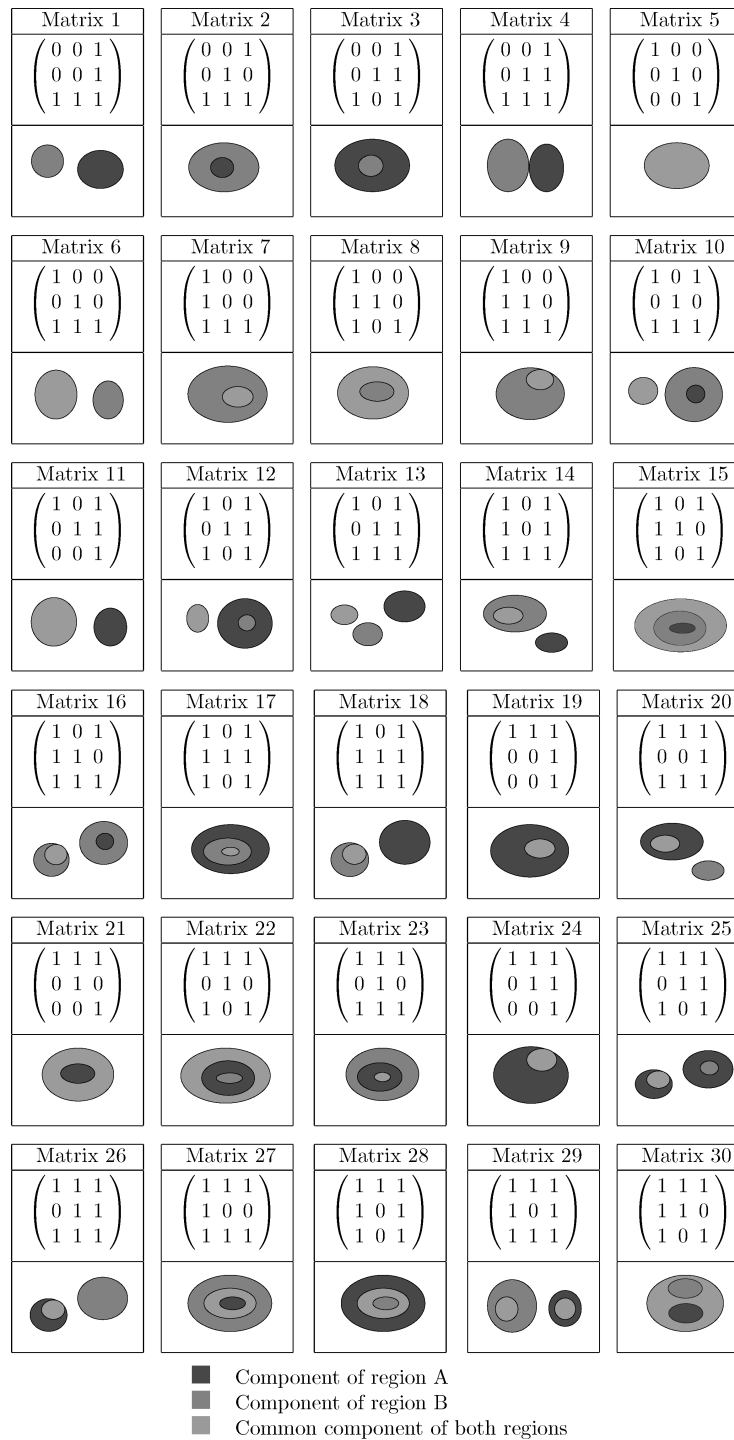 Matrix 1 Matrix 2 Matrix 3 Matrix 4 Matrix 5
0 0 1 0 0 1 0 0 1 0 0 1 1 0 0
0 0 1 0 1 0 0 1 1 0 1 1 0 1 0
1 1 1 1 1 1 1 0 1 1 1 1 0 0 1
Matrix 6 Matrix 7 Matrix 8 Matrix 9 Matrix 10
1 0 0 1 0 0 1 0 0 1 0 0 1 0 1
0 1 0 1 0 0 1 1 0 1 1 0 0 1 0
1 1 1 1 1 1 1 0 1 1 1 1 1 1 1
Matrix 11 Matrix 12 Matrix 13 Matrix 14 Matrix 15
1 0 1 1 0 1 1 0 1 1 0 1 1 0 1
0 1 1 0 1 1 0 1 1 1 0 1 1 1 0
0 0 1 1 0 1 1 1 1 1 1 1 1 0 1
Matrix 16 Matrix 17 Matrix 18 Matrix 19 Matrix 20
1 0 1 1 0 1 1 0 1 1 1 1 1 1 1
1 1 0 1 1 1 1 1 1 0 0 1 0 0 1
1 1 1 1 0 1 1 1 1 0 0 1 1 1 1
Matrix 21 Matrix 22 Matrix 23 Matrix 24 Matrix 25
1 1 1 1 1 1 1 1 1 1 1 1 1 1 1
0 1 0 0 1 0 0 1 0 0 1 1 0 1 1
0 0 1 1 0 1 1 1 1 0 0 1 1 0 1
Matrix 26 Matrix 27 Matrix 28 Matrix 29 Matrix 30
1 1 1 1 1 1 1 1 1 1 1 1 1 1 1
0 1 1 1 0 0 1 0 1 1 0 1 1 1 0
1 1 1 1 1 1 1 0 1 1 1 1 1 0 1
Component of region A
Component of region B
Common component of both regions